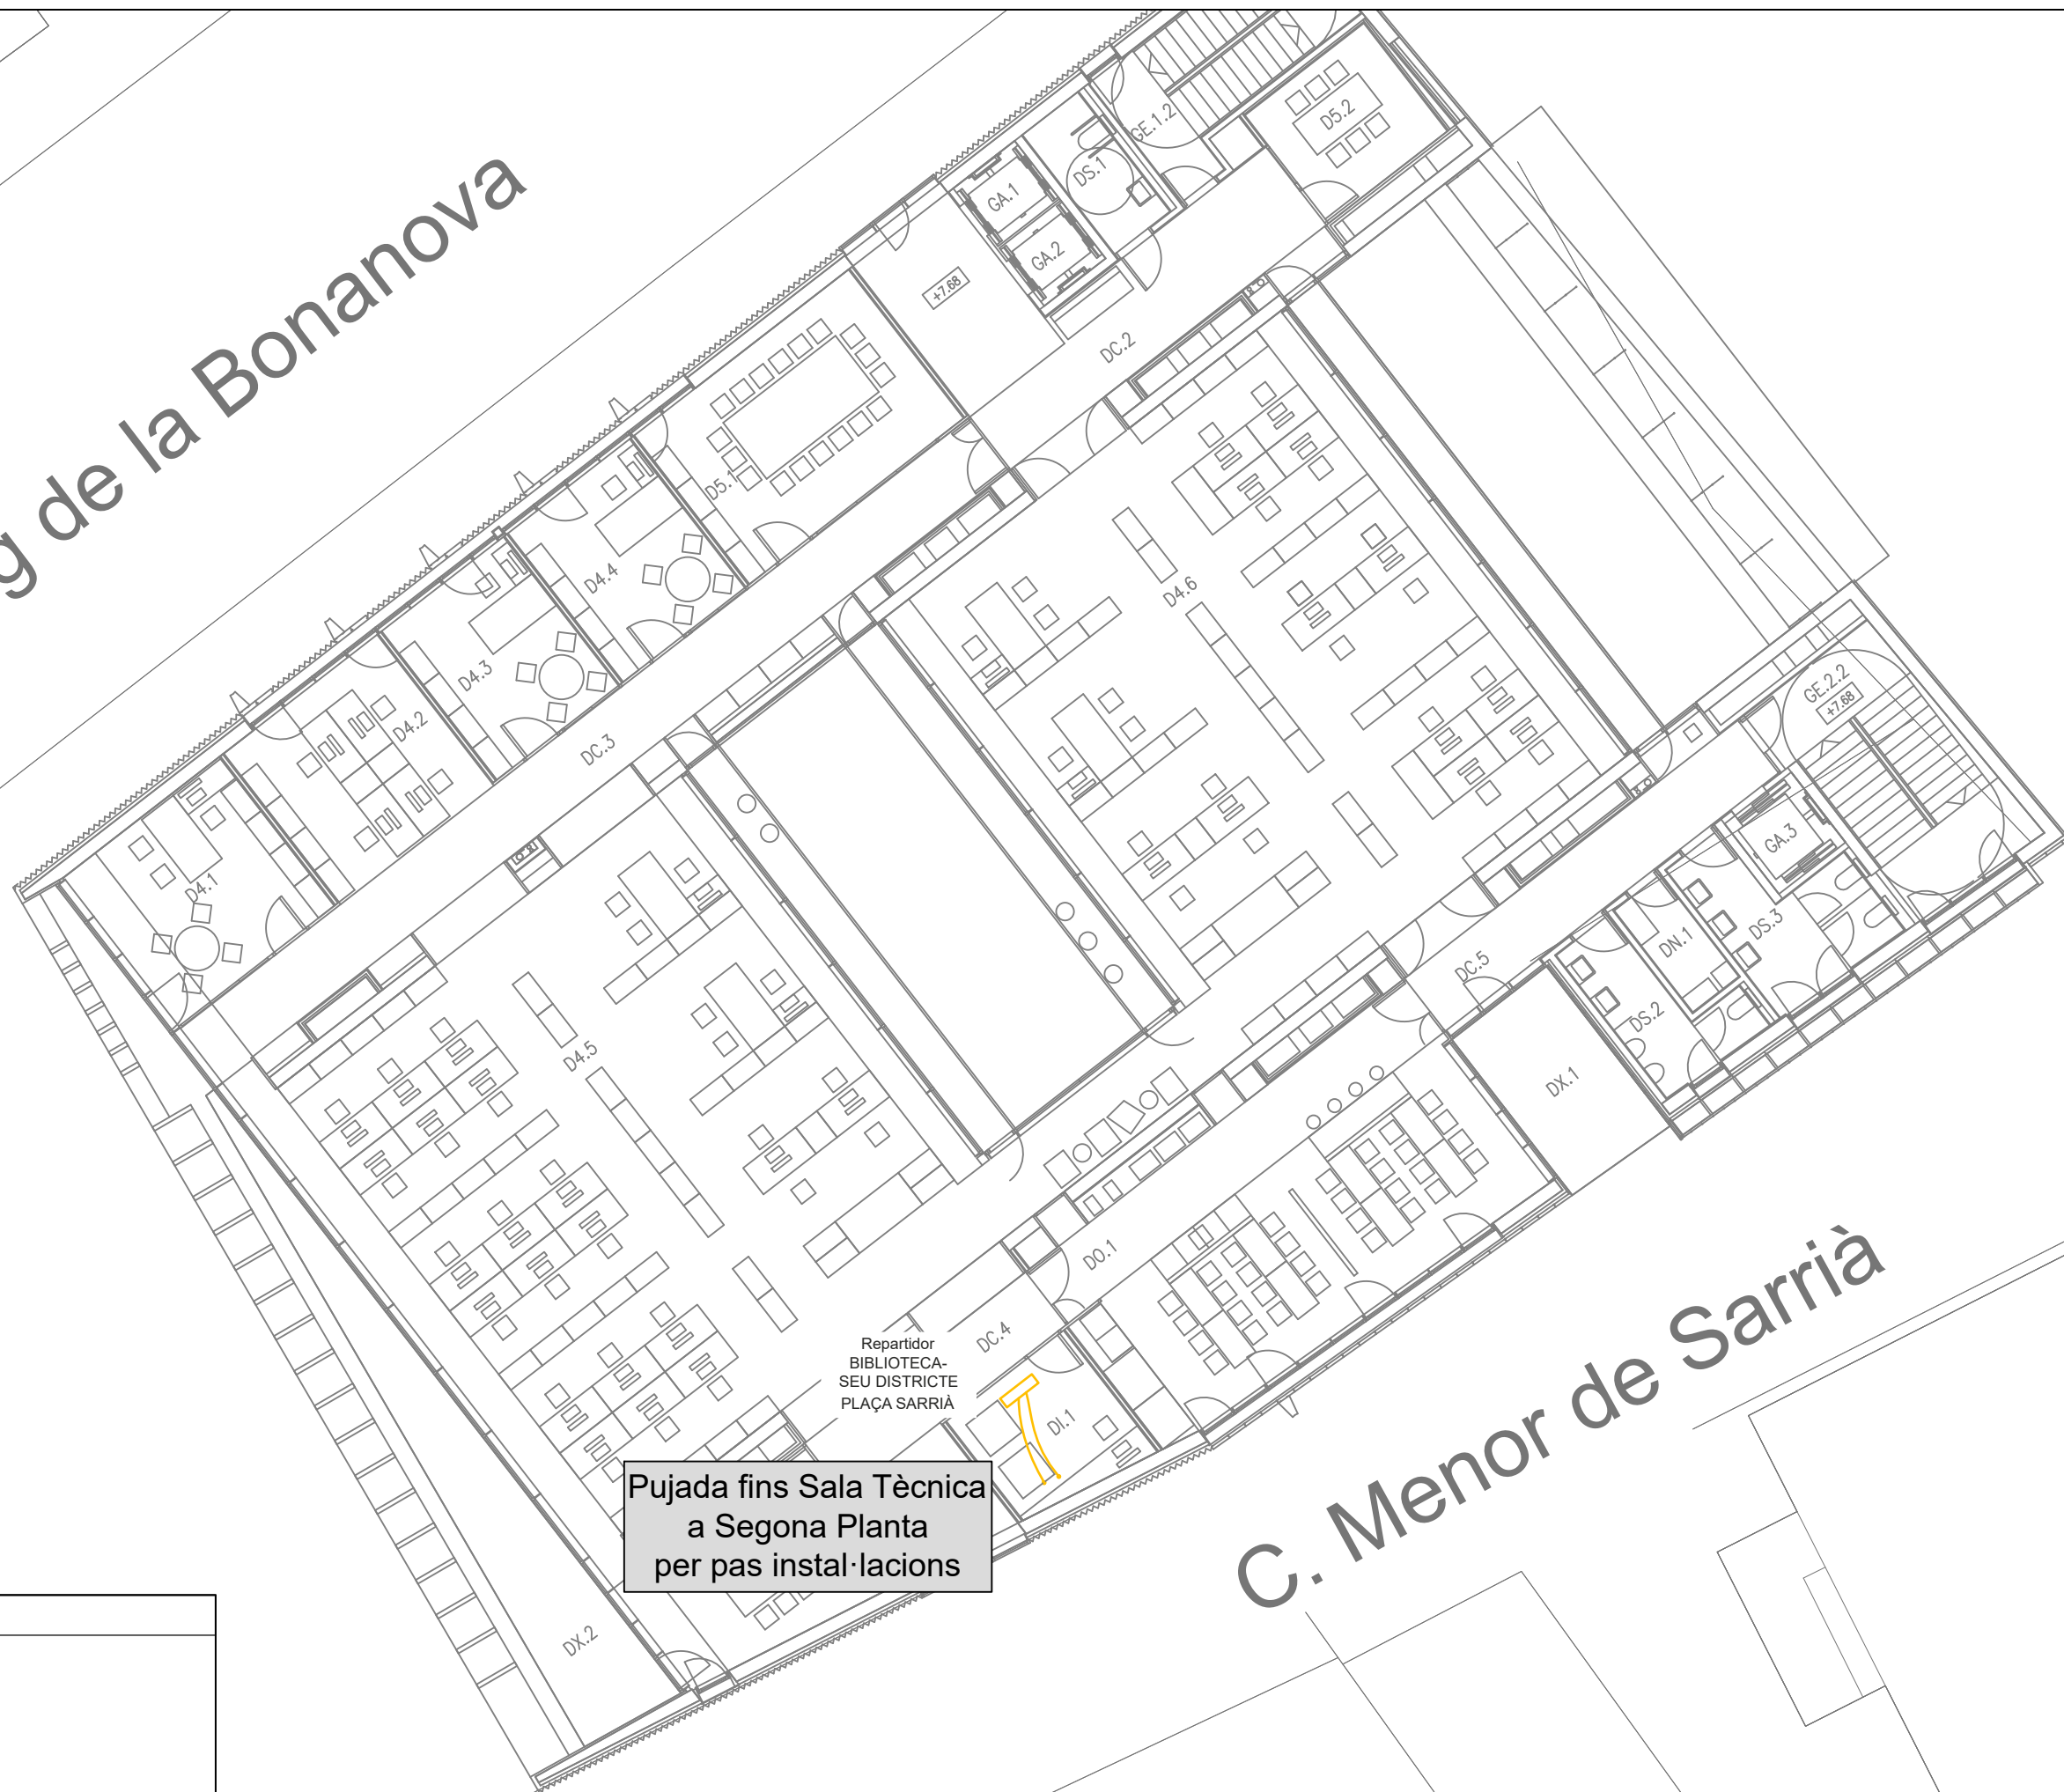 g de la Bonanova
GE.1.2
D5.2
DS.1
GA.1
GA.2
+7.68
DC.2
D5.1
D4.4
D4.6
D4.3
D4.2
DC.3
GE.2.2
+7.68
GA.3
D4.1
DS.3
DN.1
DC.5
DS.2
D4.5
DX.1
DO.1
DC.4
Repartidor
BIBLIOTECA-
SEU DISTRICTE
PLAÇA SARRIÀ
DI.1
Pujada fins Sala Tècnica
a Segona Planta
per pas instal·lacions
C. Menor de Sarrià
DX.2